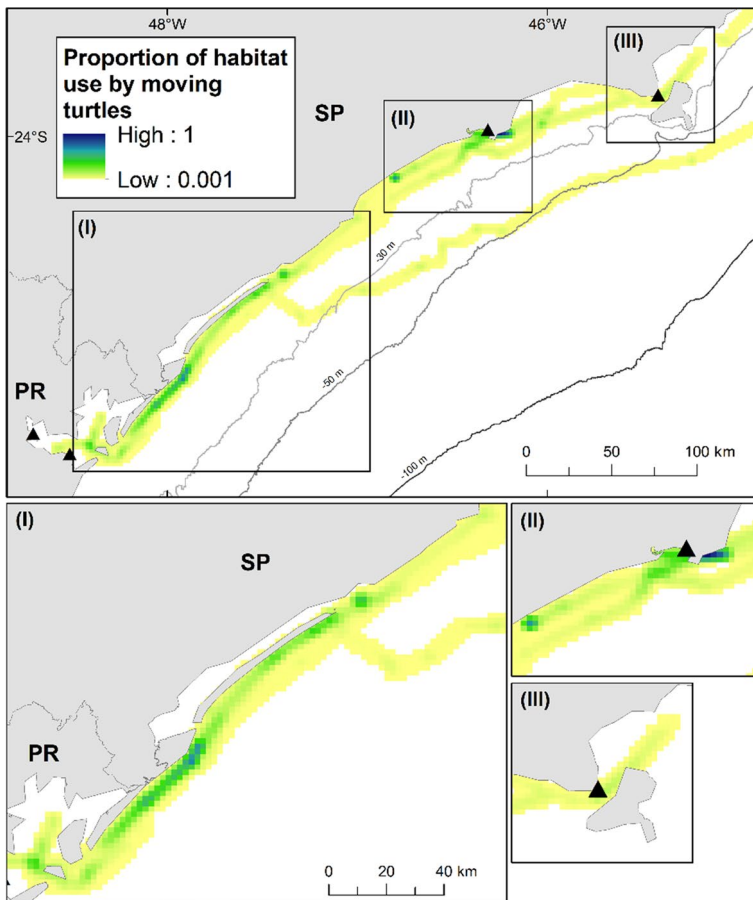 48°W
46°W
Proportion of habitat
use by moving
turtles
High : 1
Low : 0.001
24°S
SP
(II)
(III)
(I)
-30 m
-50 m
-100 m
PR
0 50 100 km
(I)
SP
PR
0 20 40 km
(II)
(III)